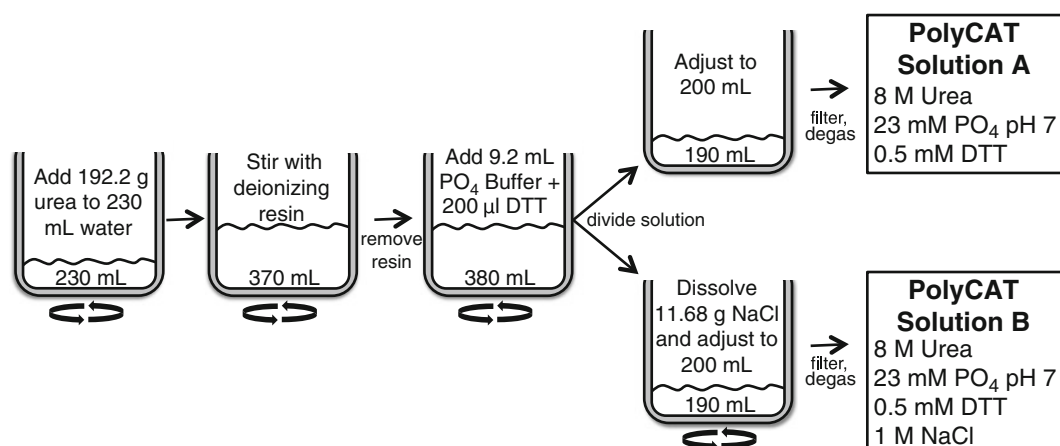 Add 192.2 g
urea to 230
mL water
230 mL
Stir with
deionizing
resin
370 mL
remove
resin
Add 9.2 mL
PO₄ Buffer +
200 µl DTT
380 mL
divide solution
Adjust to
200 mL
190 mL
filter,
degas
PolyCAT
Solution A
8 M Urea
23 mM PO₄ pH 7
0.5 mM DTT
Dissolve
11.68 g NaCl
and adjust to
200 mL
190 mL
filter,
degas
PolyCAT
Solution B
8 M Urea
23 mM PO₄ pH 7
0.5 mM DTT
1 M NaCl